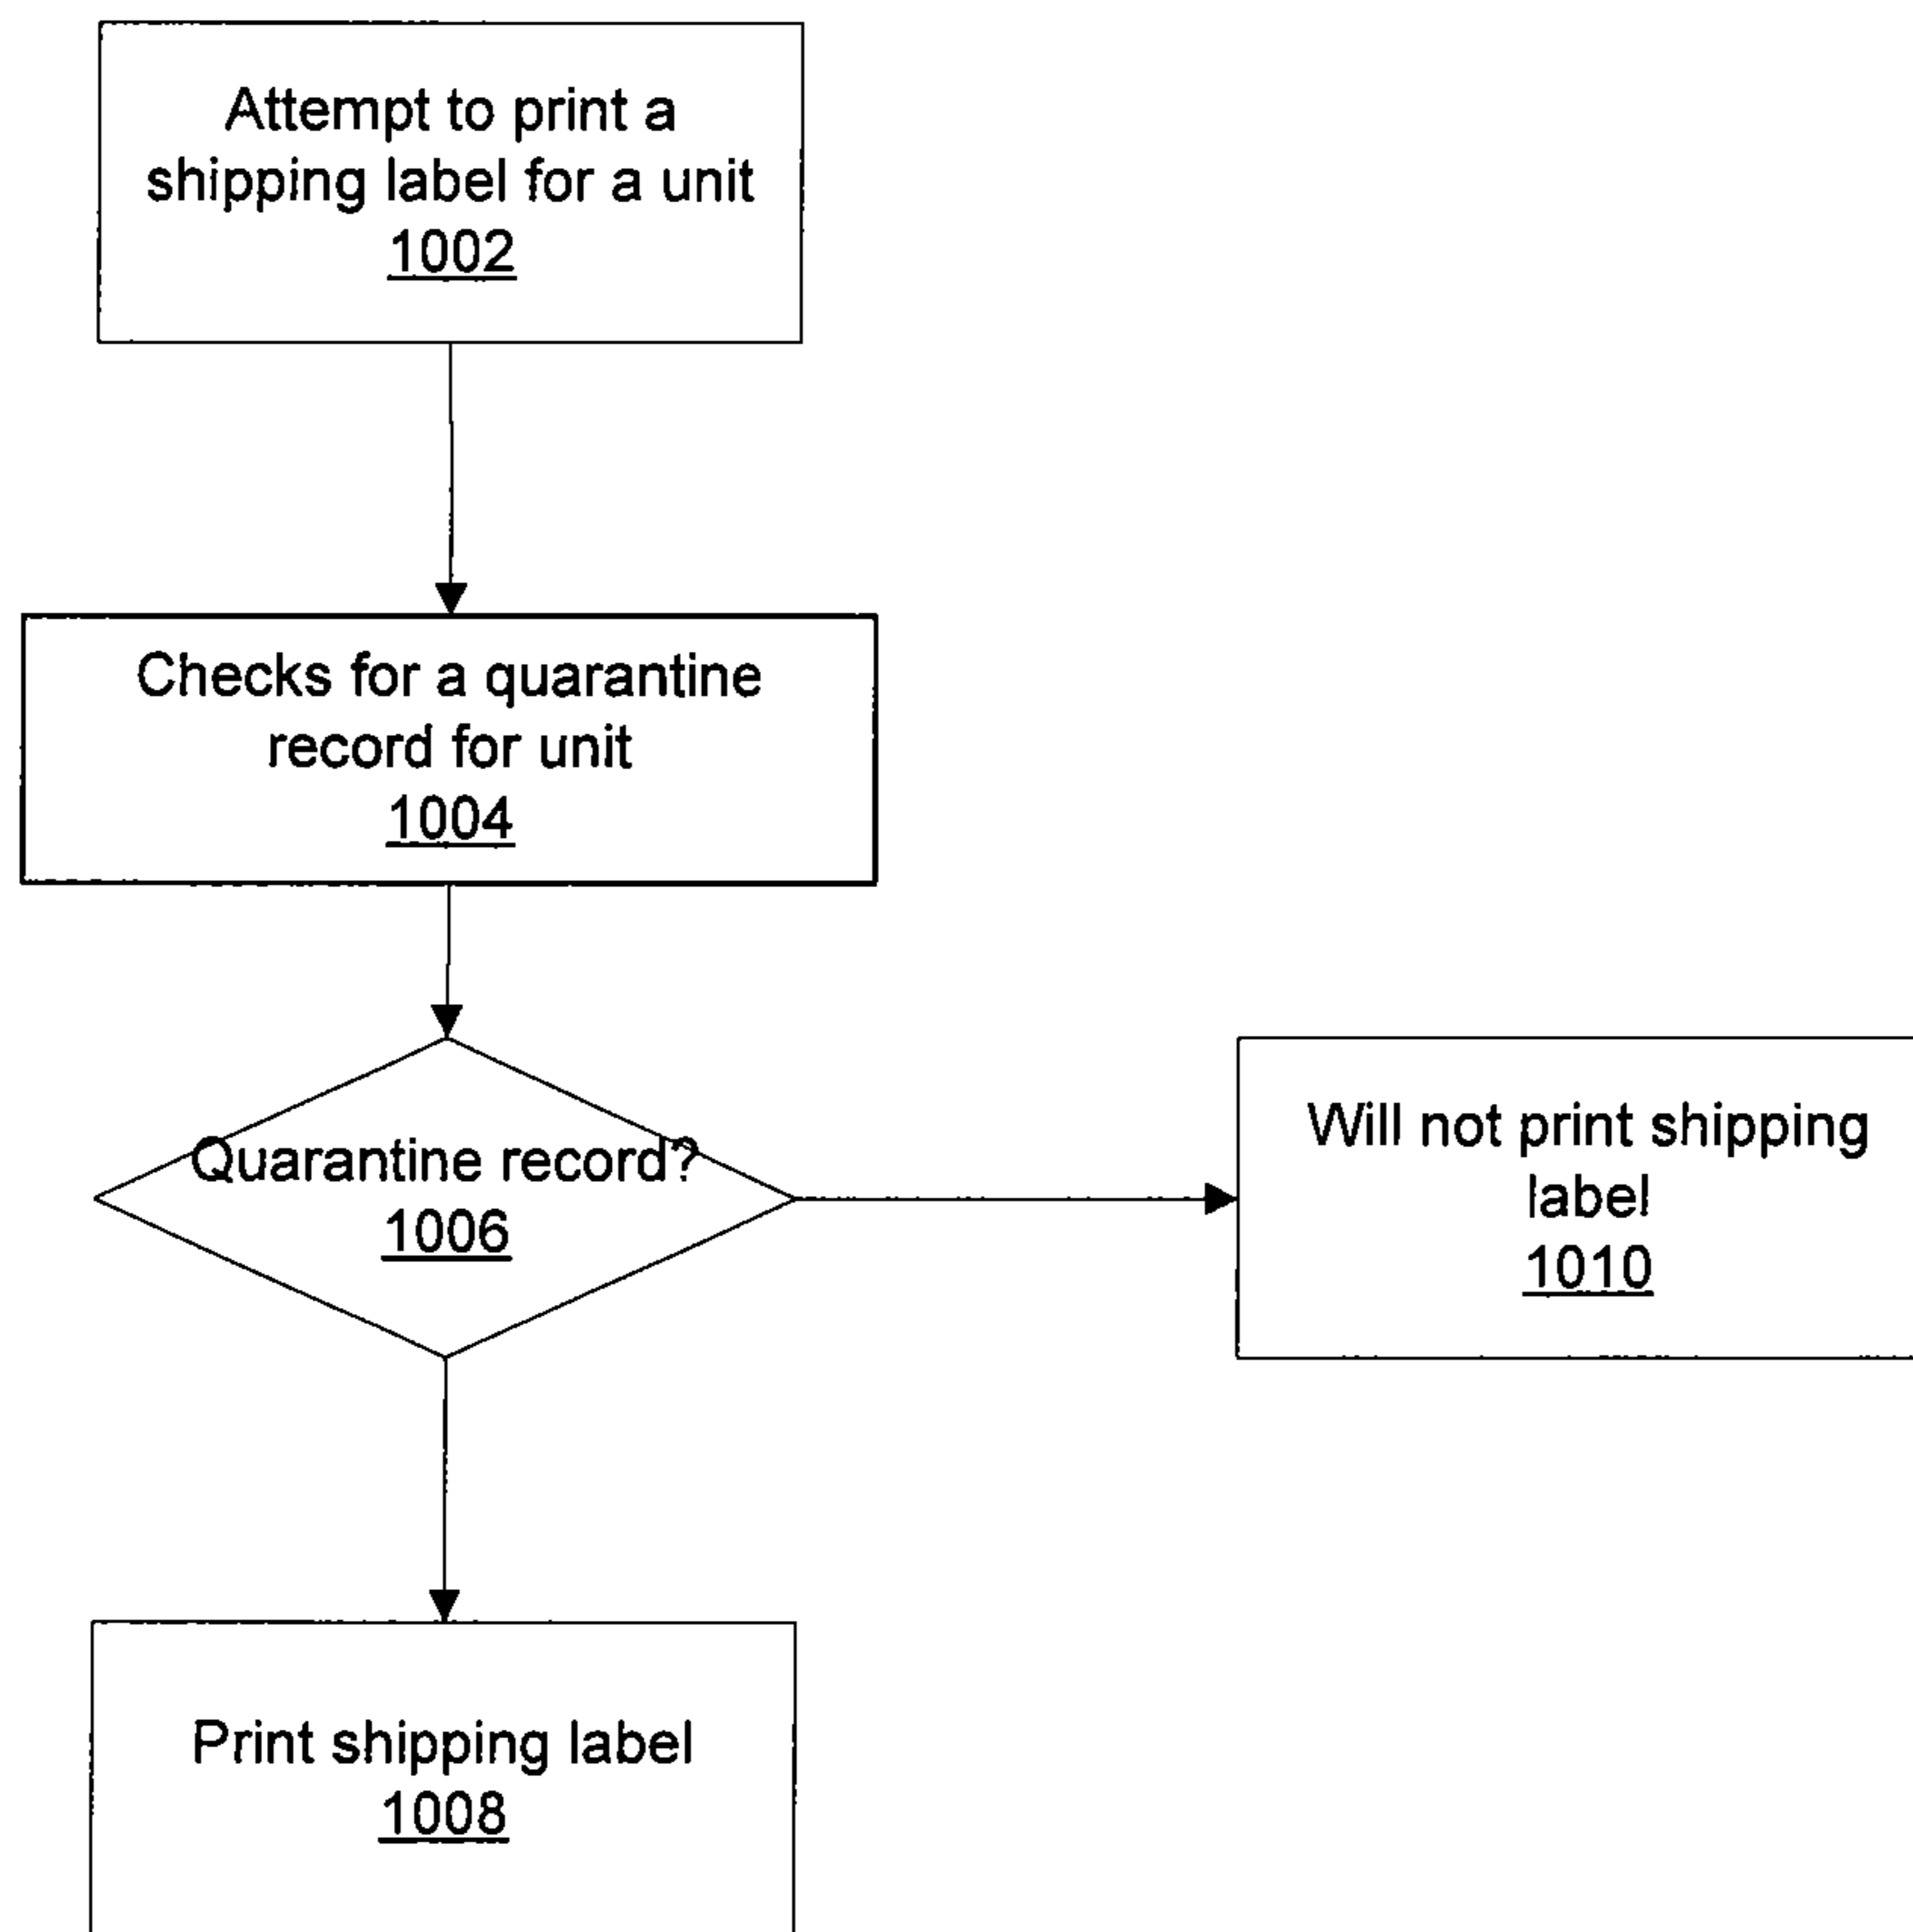 Attempt to print a
shipping label for a unit
1002
Checks for a quarantine
record for unit
1004
Quarantine record?
1006
Will not print shipping
label
1010
Print shipping label
1008